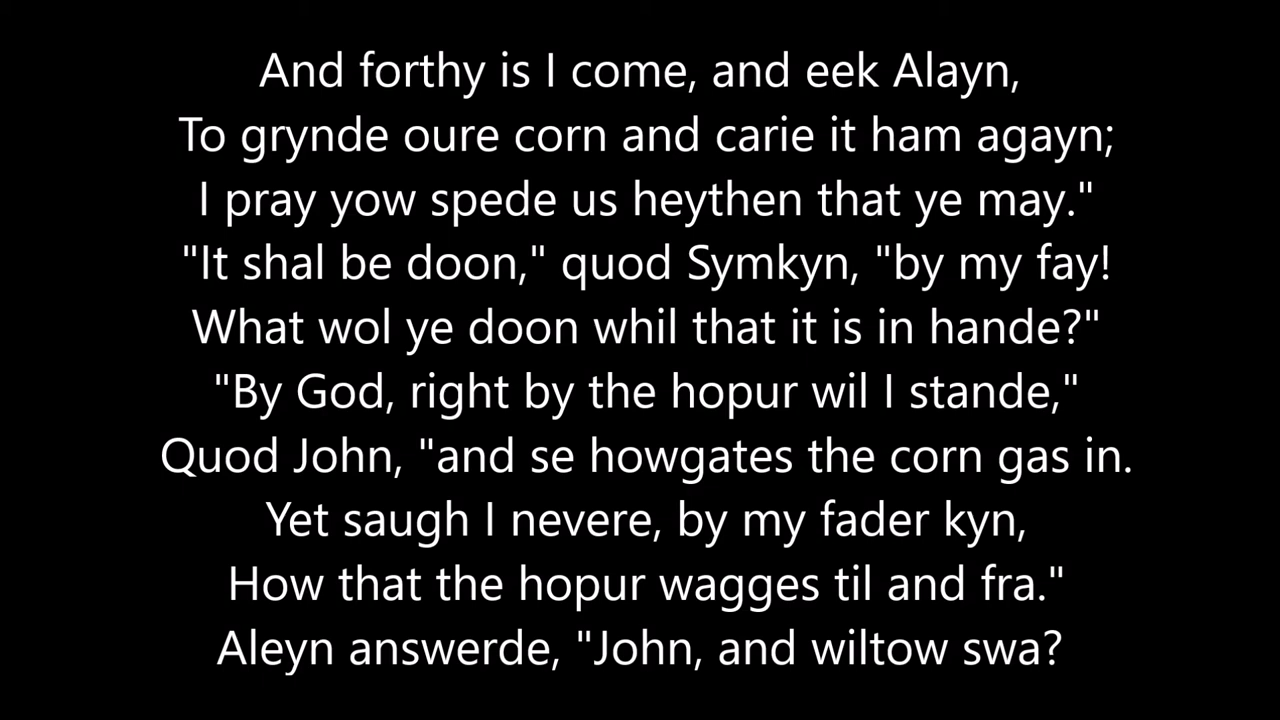 And forthy is I come, and eek Alayn,
To grynde oure corn and carie it ham agayn;
I pray yow spede us heythen that ye may."
"It shal be doon," quod Symkyn, "by my fay!
What wol ye doon whil that it is in hande?"
"By God, right by the hopur wil I stande,"
Quod John, "and se howgates the corn gas in.
Yet saugh I nevere, by my fader kyn,
How that the hopur wagges til and fra."
Aleyn answerde, "John, and wiltow swa?